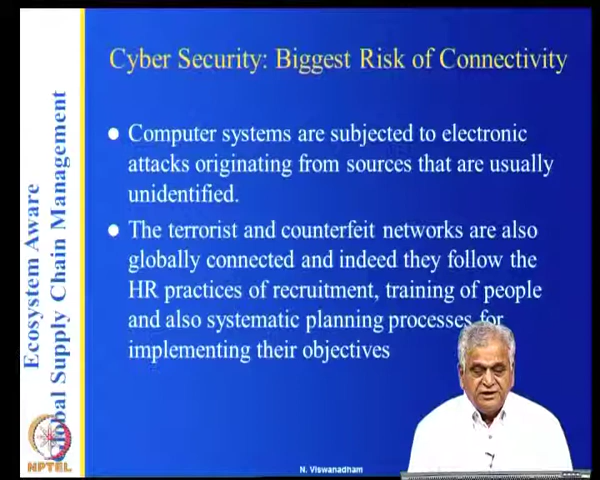 Cyber Security: Biggest Risk of Connectivity
Computer systems are subjected to electronic
attacks originating from sources that are usually
unidentified.
The terrorist and counterfeit networks are also
globally connected and indeed they follow the
HR practices of recruitment, training of people
and also systematic planning processes for
implementing their objectives
Ecosystem Aware
Global Supply Chain Management
NPTEL
N. Viswanadham